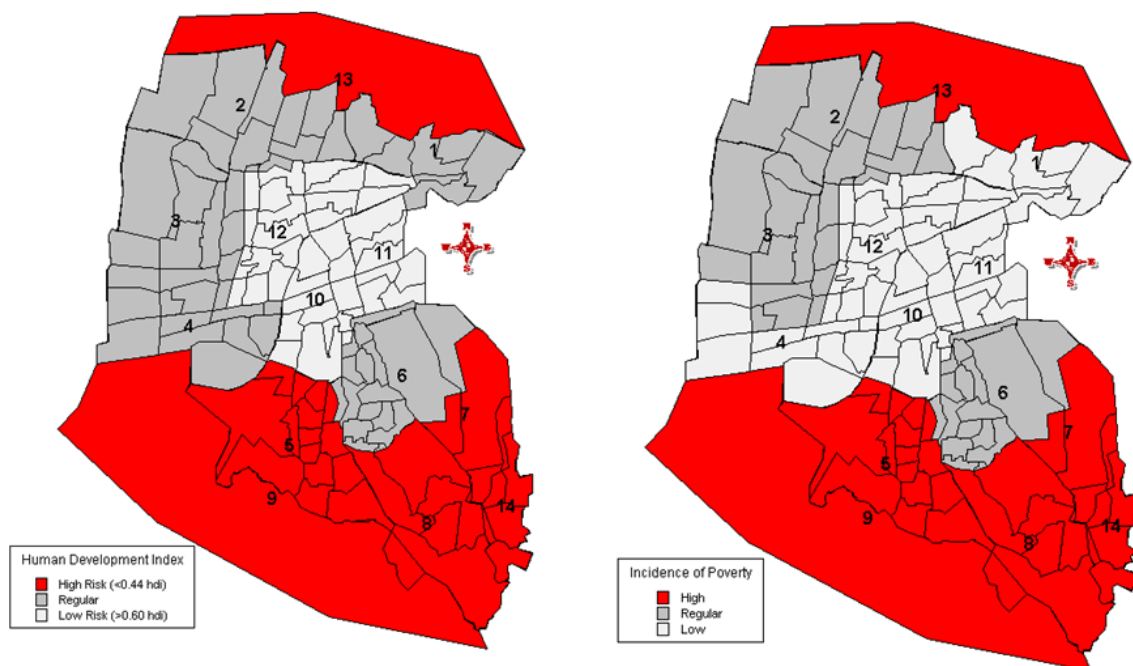 13
2
1
3
12
11
10
4
6
7
5
9
8
14
N
W E
S
Human Development Index
High Risk (<0.44 hdi)
Regular
Low Risk (>0.60 hdi)
13
2
1
3
12
11
10
4
6
7
5
9
8
14
N
W E
S
Incidence of Poverty
High
Regular
Low